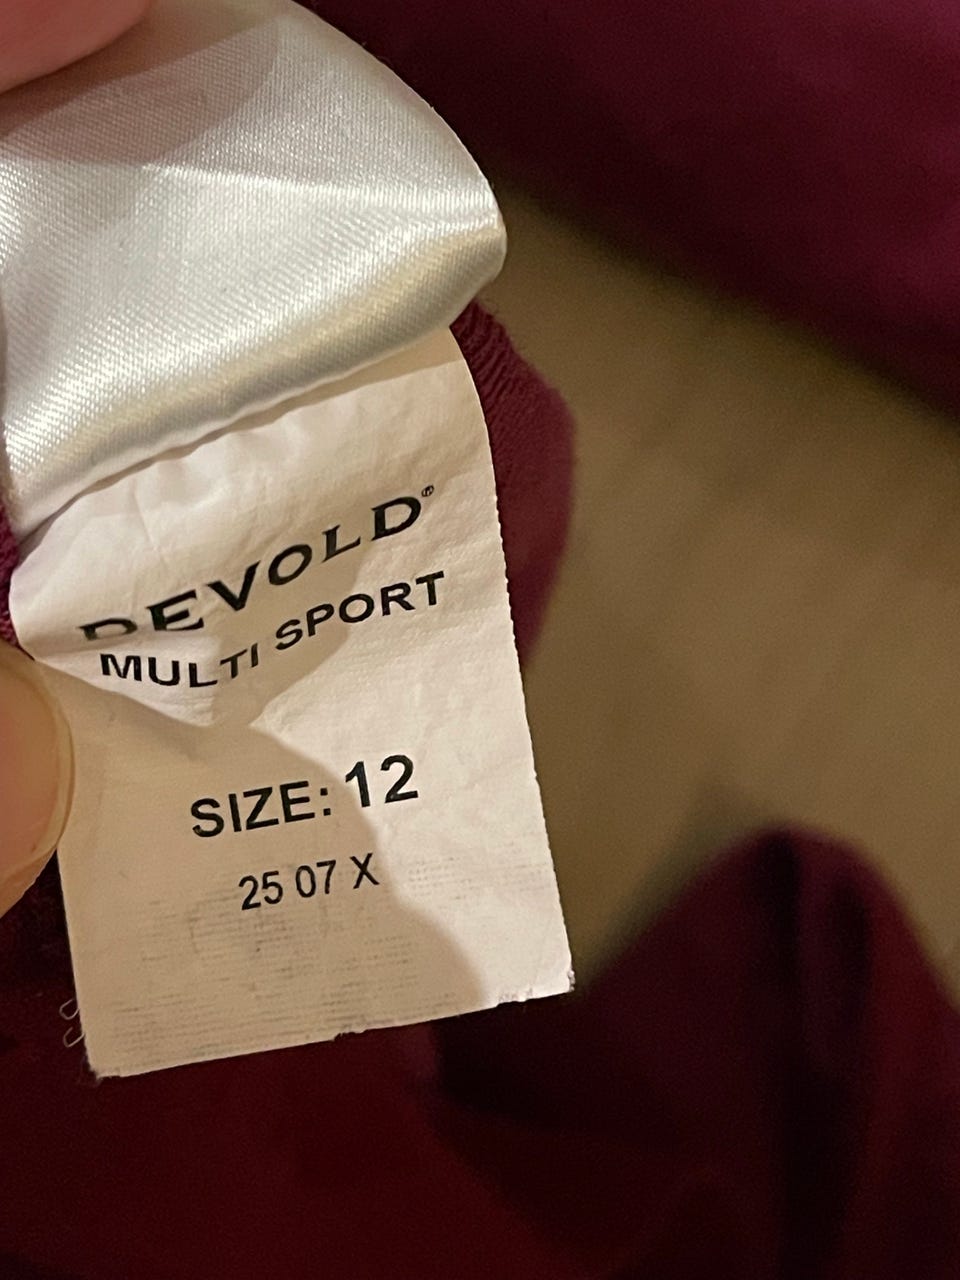 DEVOLD®
MULTI SPORT
SIZE: 12
25 07 X